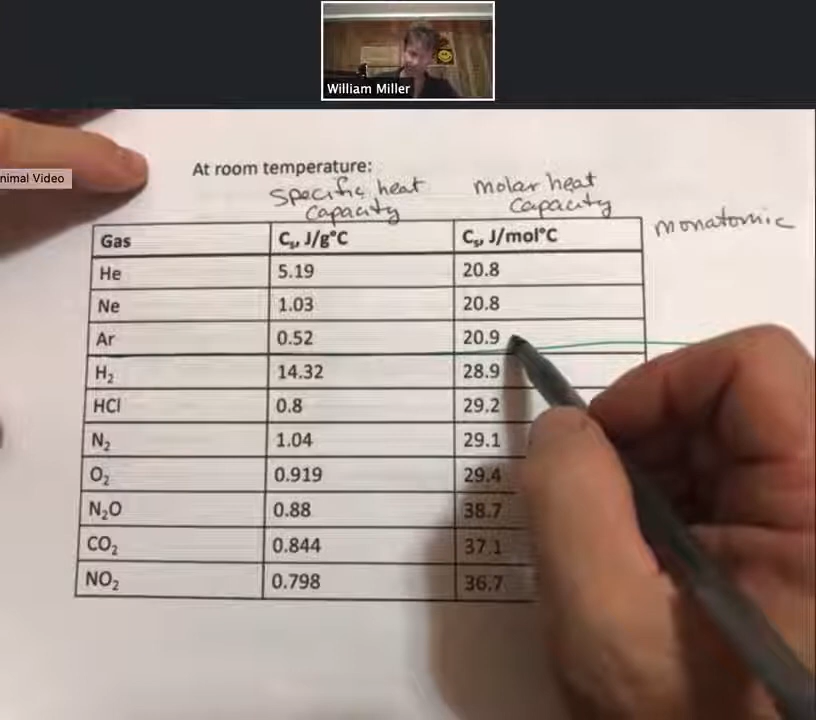 William Miller
nimal Video
At room temperature:
specific heat capacity
molar heat capacity
monatomic
Gas Cs, J/g°C Cs, J/mol°C
He 5.19 20.8
Ne 1.03 20.8
Ar 0.52 20.9
H₂ 14.32 28.9
HCl 0.8 29.2
N₂ 1.04 29.1
O₂ 0.919 29.4
N₂O 0.88 38.7
CO₂ 0.844 37.1
NO₂ 0.798 36.7